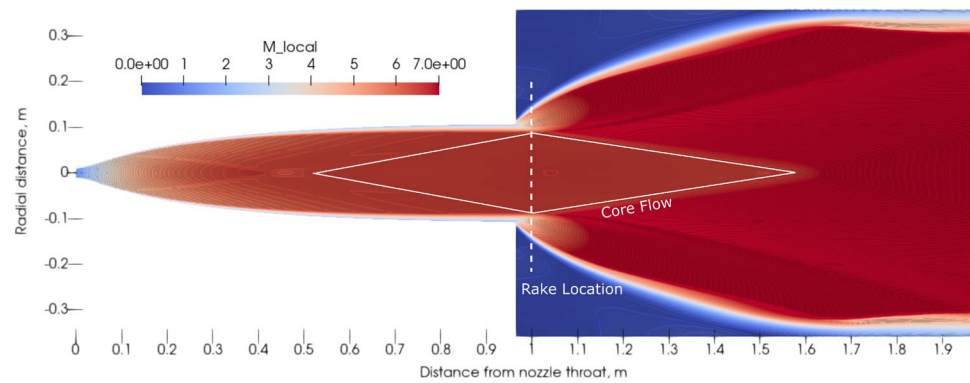 M_local
0.0e+00 1 2 3 4 5 6 7.0e+00
0.3
0.2
0.1
0
-0.1
-0.2
-0.3
Radial distance, m
Core Flow
Rake Location
0 0.1 0.2 0.3 0.4 0.5 0.6 0.7 0.8 0.9 1 1.1 1.2 1.3 1.4 1.5 1.6 1.7 1.8 1.9
Distance from nozzle throat, m